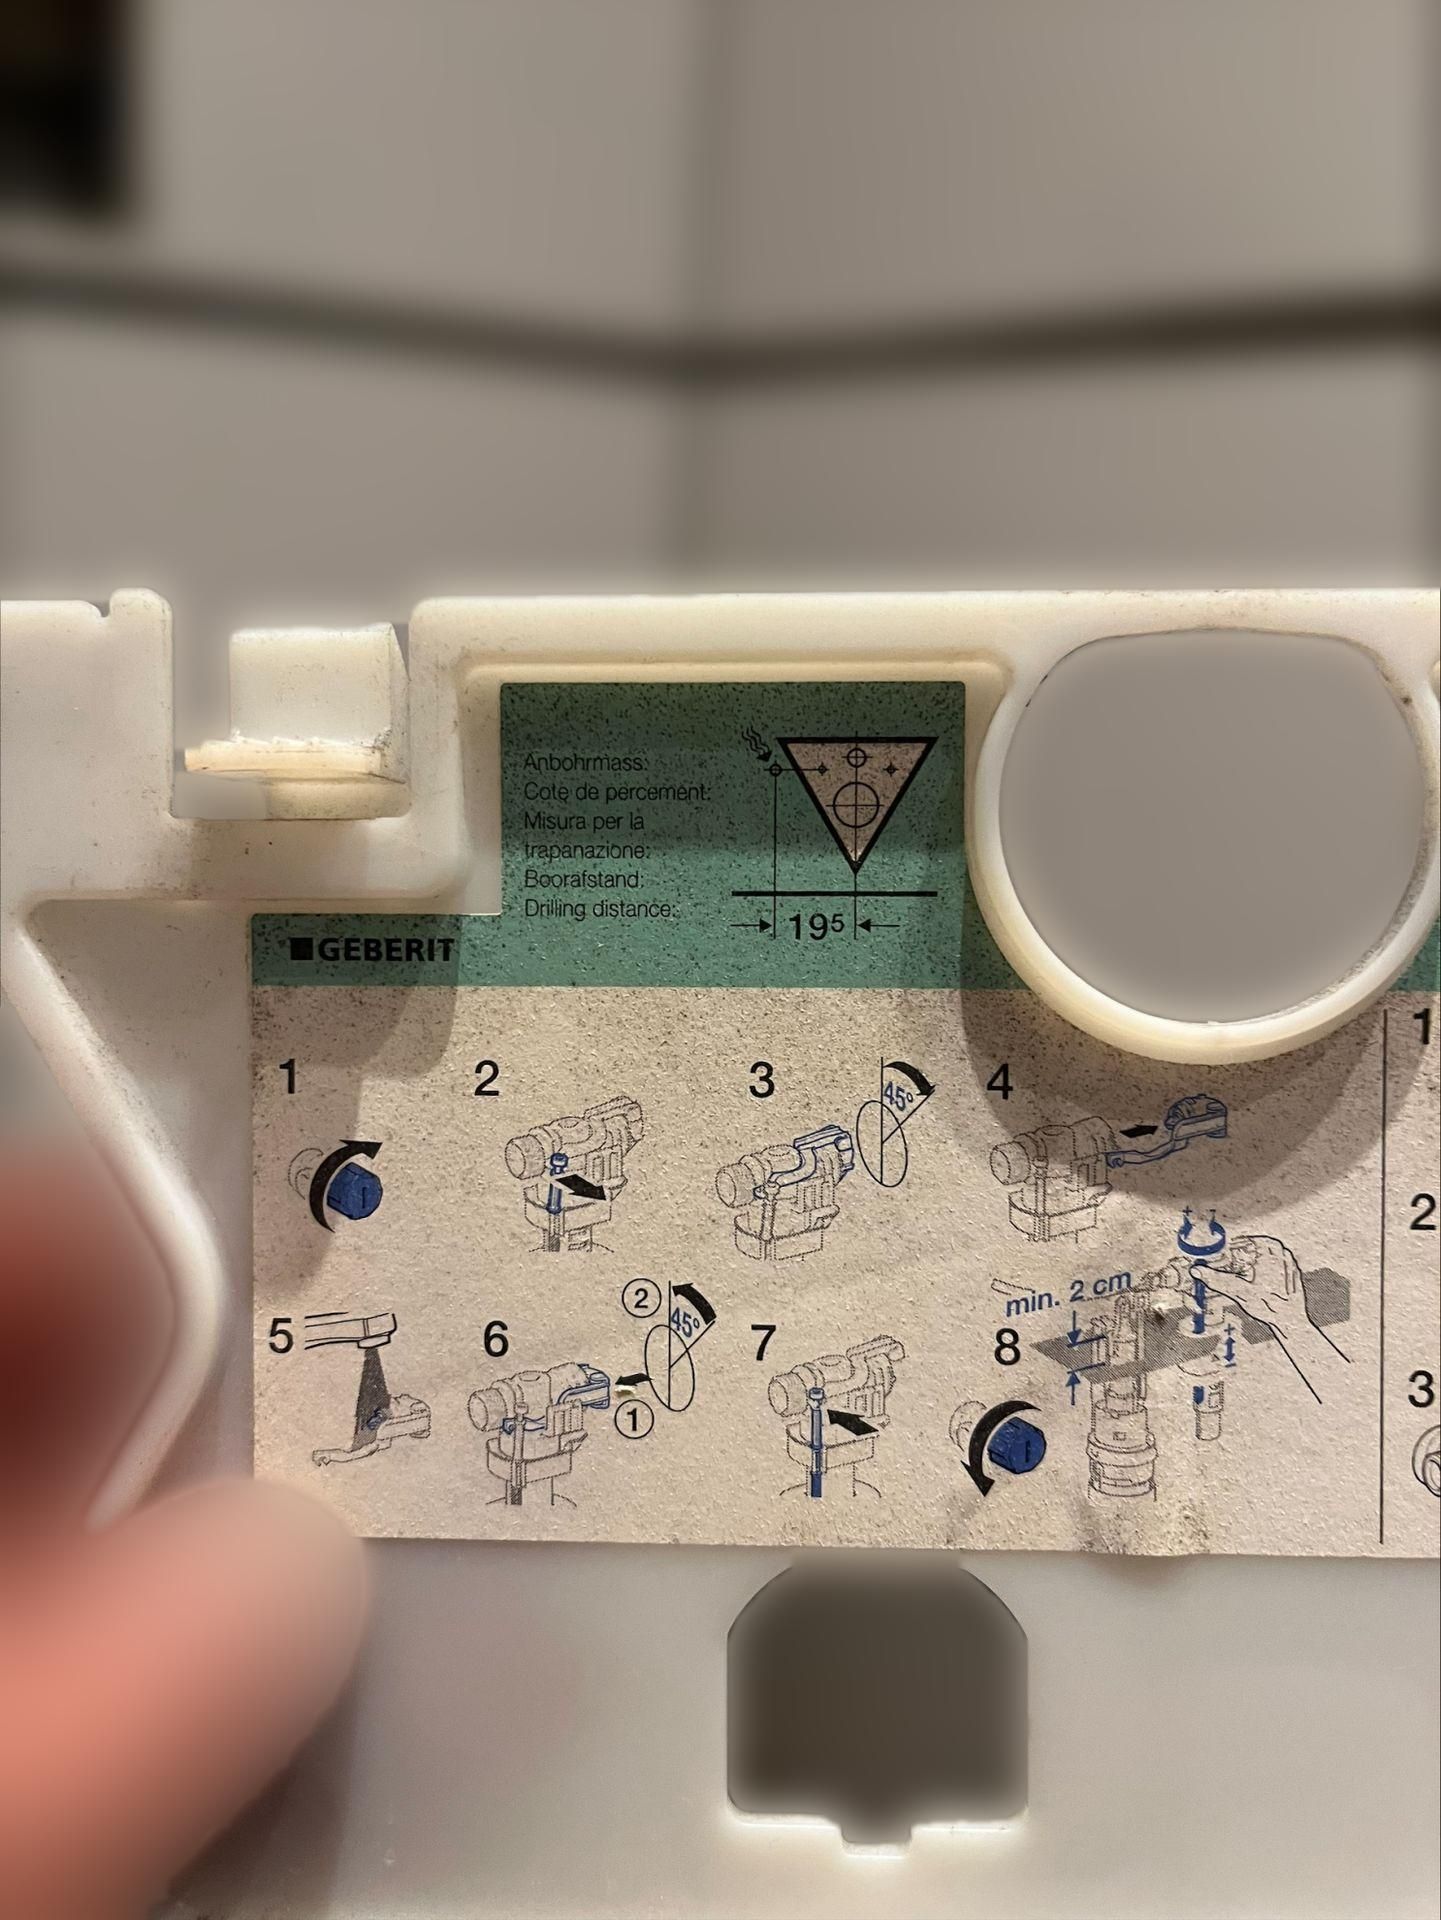 Anbohrmass:
Cote de percement:
Misura per la
trapanazione:
Boorafstand:
Drilling distance:
19⁵
GEBERIT
1
2
3
45°
4
1
2
5
6
2
45°
1
7
8
min. 2 cm
+ -
+
-
3